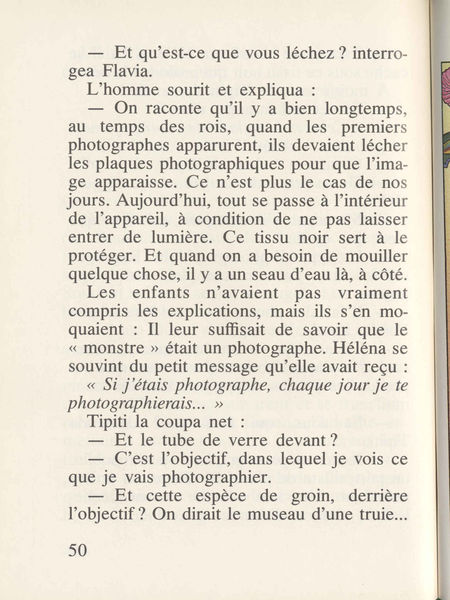 — Et qu'est-ce que vous léchez ? interro-
gea Flavia.
L'homme sourit et expliqua :
— On raconte qu'il y a bien longtemps,
au temps des rois, quand les premiers
photographes apparurent, ils devaient lécher
les plaques photographiques pour que l'ima-
ge apparaisse. Ce n'est plus le cas de nos
jours. Aujourd'hui, tout se passe à l'intérieur
de l'appareil, à condition de ne pas laisser
entrer de lumière. Ce tissu noir sert à le
protéger. Et quand on a besoin de mouiller
quelque chose, il y a un seau d'eau là, à côté.
Les enfants n'avaient pas vraiment
compris les explications, mais ils s'en mo-
quaient : Il leur suffisait de savoir que le
« monstre » était un photographe. Héléna se
souvint du petit message qu'elle avait reçu :
« Si j'étais photographe, chaque jour je te
photographierais... »
Tipiti la coupa net :
— Et le tube de verre devant ?
— C'est l'objectif, dans lequel je vois ce
que je vais photographier.
— Et cette espèce de groin, derrière
l'objectif ? On dirait le museau d'une truie...
50